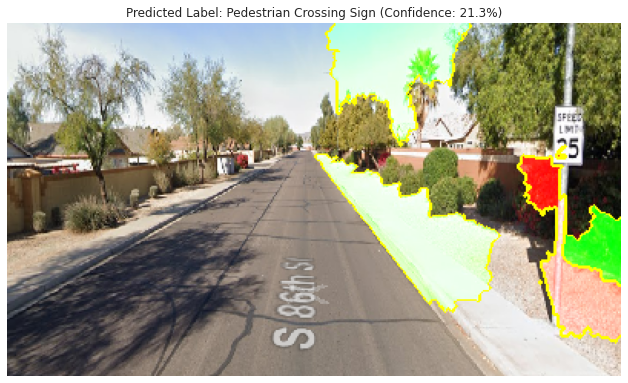 Predicted Label: Pedestrian Crossing Sign (Confidence: 21.3%)
SPEED
LIMIT
25
S 86th St